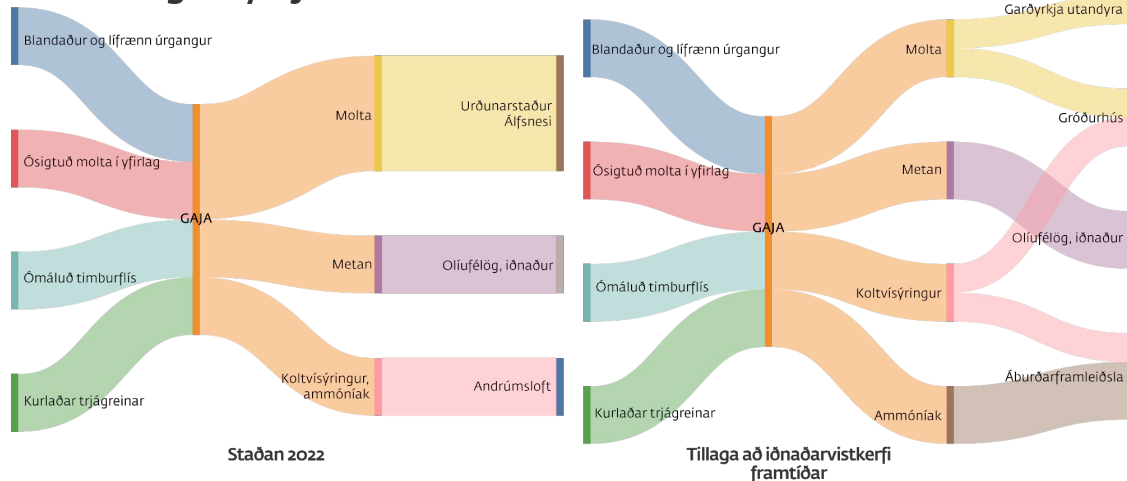 Blandaður og lífrænn úrgangur
Ósigtuð molta í yfirlag
Ómáluð timburflís
Kurlaðar trjágreinar
GAJA
Molta
Metan
Koltvísýringur,
ammóníak
Urðunarstaður
Álfsnesi
Olíufélög, iðnaður
Andrúmsloft
Staðan 2022
Blandaður og lífrænn úrgangur
Ósigtuð molta í yfirlag
Ómáluð timburflís
Kurlaðar trjágreinar
GAJA
Molta
Metan
Koltvísýringur
Ammóníak
Garðyrkja utandyra
Gróðurhús
Olíufélög, iðnaður
Áburðarframleiðsla
Tillaga að iðnaðarvistkerfi
framtíðar